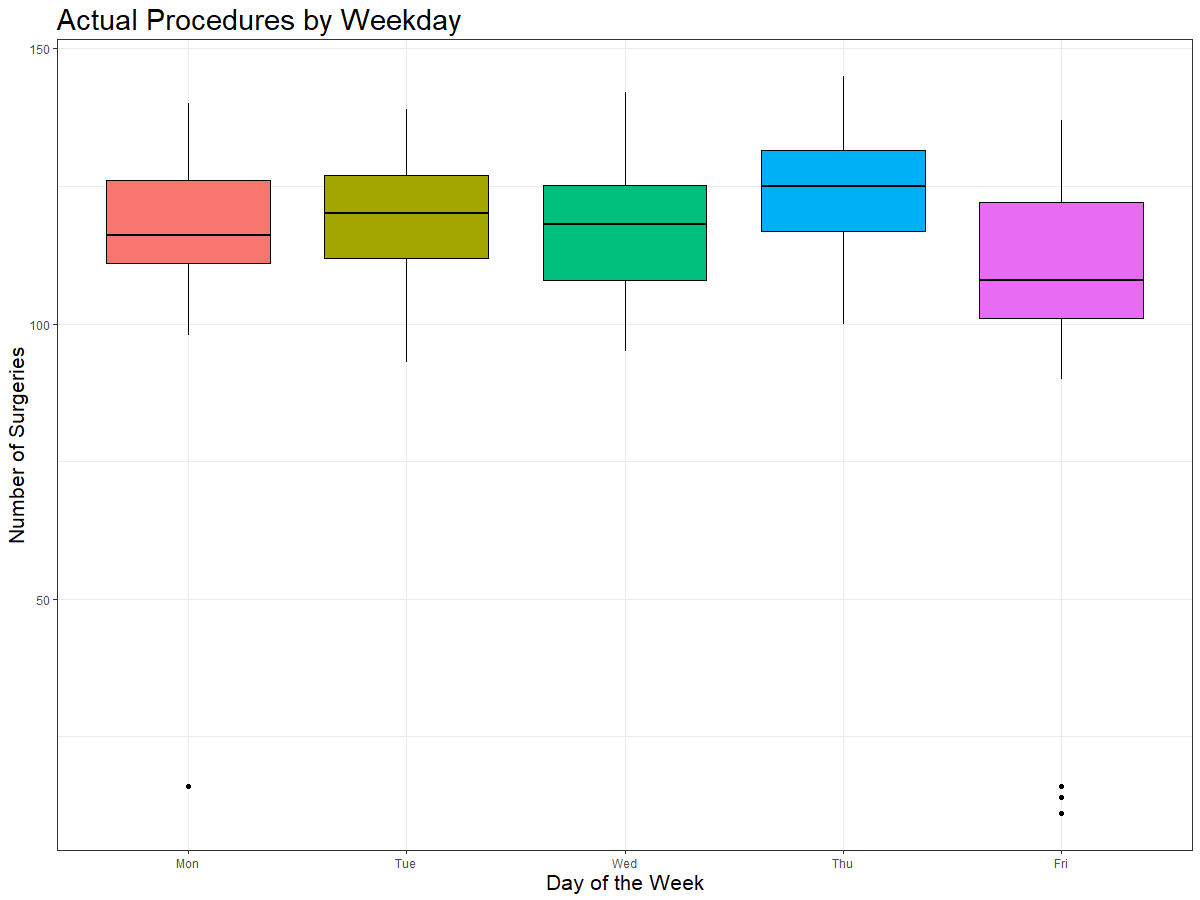 Actual Procedures by Weekday
150
100
50
Number of Surgeries
Mon Tue Wed Thu Fri
Day of the Week